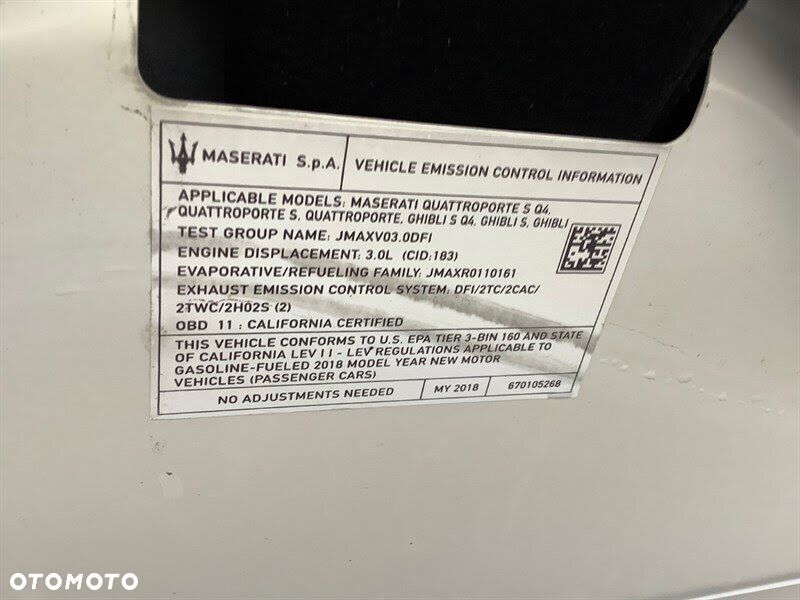 MASERATI S.p.A.
VEHICLE EMISSION CONTROL INFORMATION
APPLICABLE MODELS: MASERATI QUATTROPORTE S Q4,
QUATTROPORTE S, QUATTROPORTE, GHIBLI S Q4, GHIBLI S, GHIBLI
TEST GROUP NAME: JMAXV03.0DFI
ENGINE DISPLACEMENT: 3.0L (CID:183)
EVAPORATIVE/REFUELING FAMILY: JMAXR0110161
EXHAUST EMISSION CONTROL SYSTEM: DFI/2TC/2CAC/
2TWC/2HO2S (2)
OBD 11 : CALIFORNIA CERTIFIED
THIS VEHICLE CONFORMS TO U.S. EPA TIER 3-BIN 160 AND STATE
OF CALIFORNIA LEV I I - LEV REGULATIONS APPLICABLE TO
GASOLINE-FUELED 2018 MODEL YEAR NEW MOTOR
VEHICLES (PASSENGER CARS)
NO ADJUSTMENTS NEEDED
MY 2018
670105268
OTOMOTO